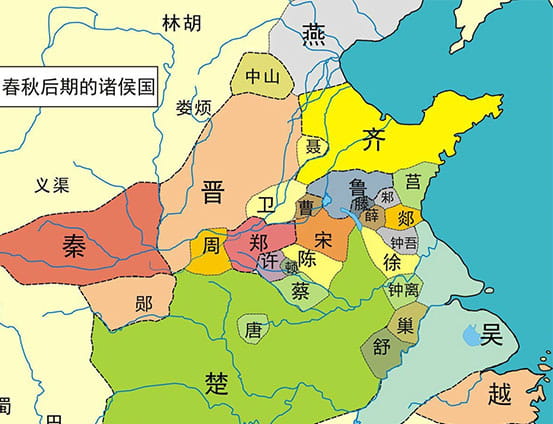 林胡
燕
中山
春秋后期的诸侯国
娄烦
聂
齐
义渠
晋
卫
曹
鲁
邾
莒
滕
薛
郯
秦
周
郑
宋
钟吾
许
顿
陈
徐
郧
蔡
钟离
唐
巢
吴
舒
楚
越
蜀
巴